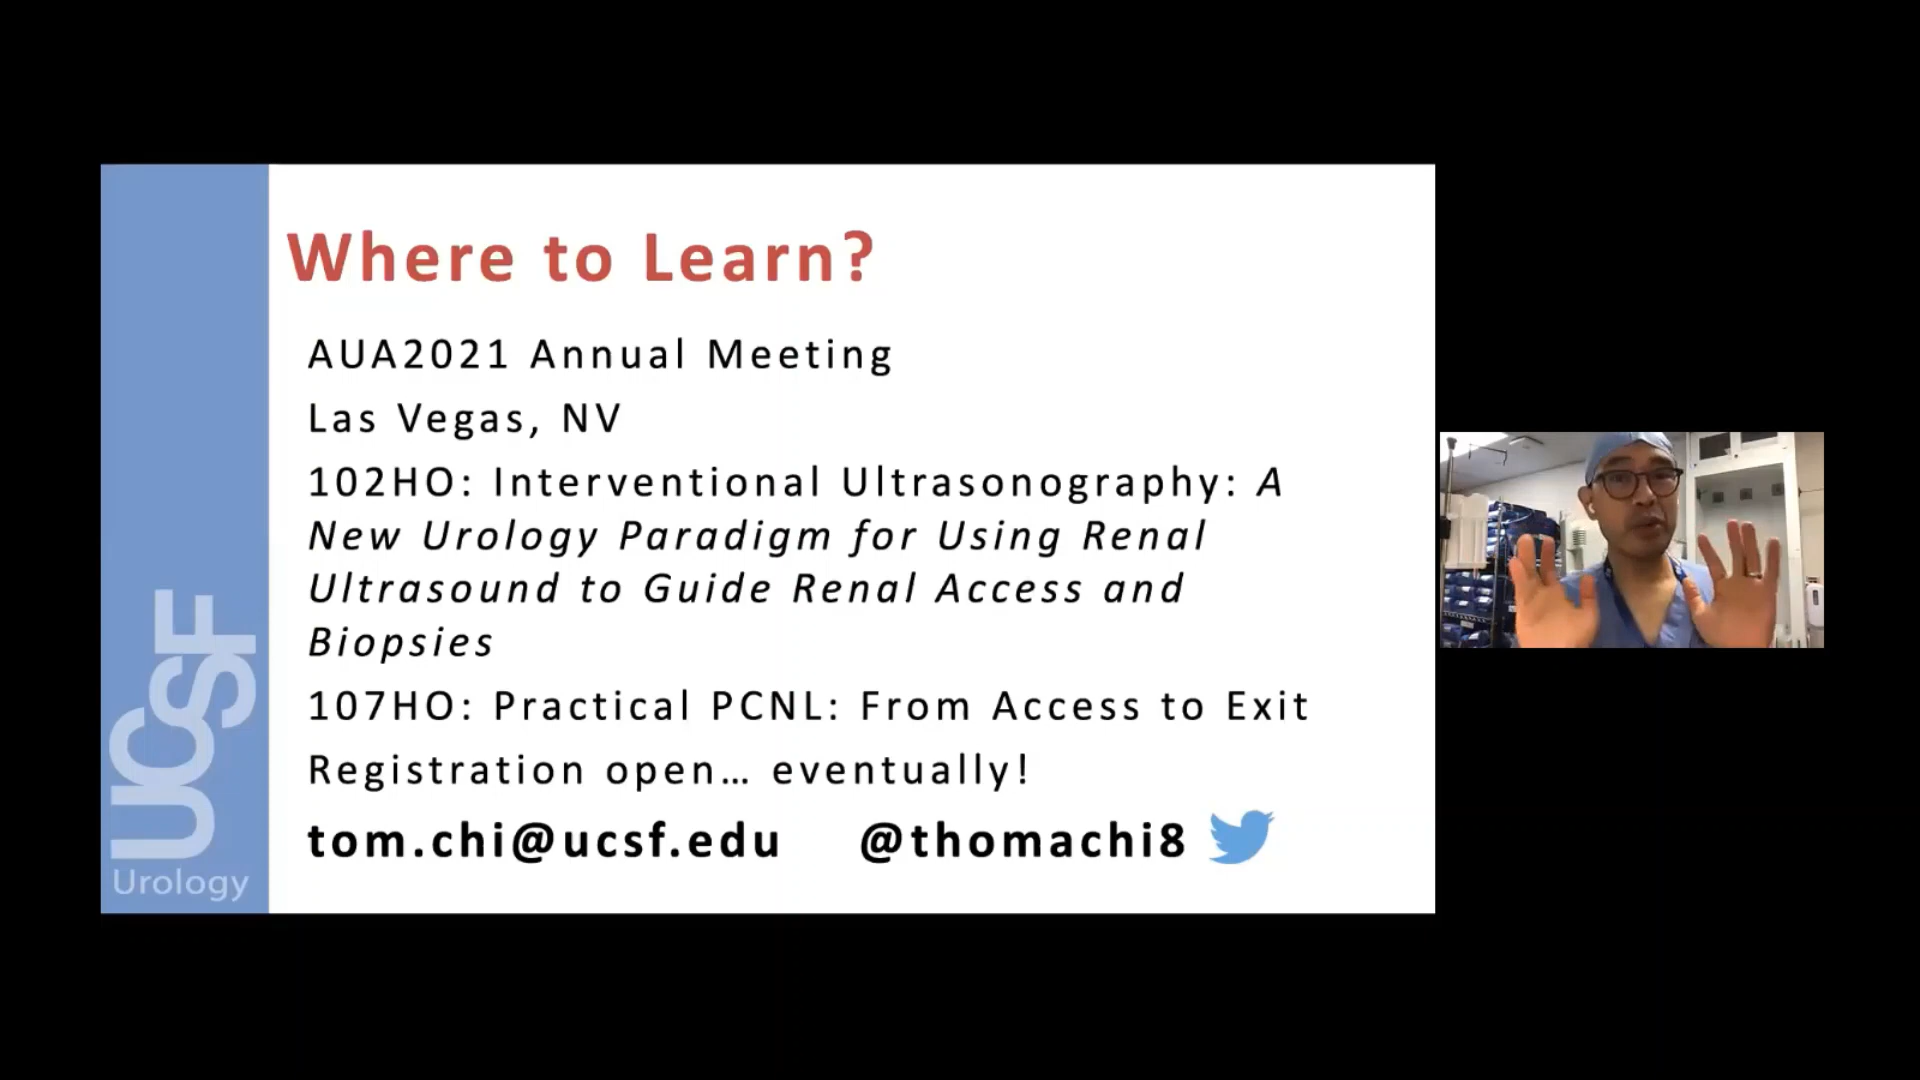 Where to Learn?
AUA2021 Annual Meeting
Las Vegas, NV
102HO: Interventional Ultrasonography: A
New Urology Paradigm for Using Renal
Ultrasound to Guide Renal Access and
Biopsies
107HO: Practical PCNL: From Access to Exit
Registration open… eventually!
tom.chi@ucsf.edu @thomachi8
UCSF
Urology